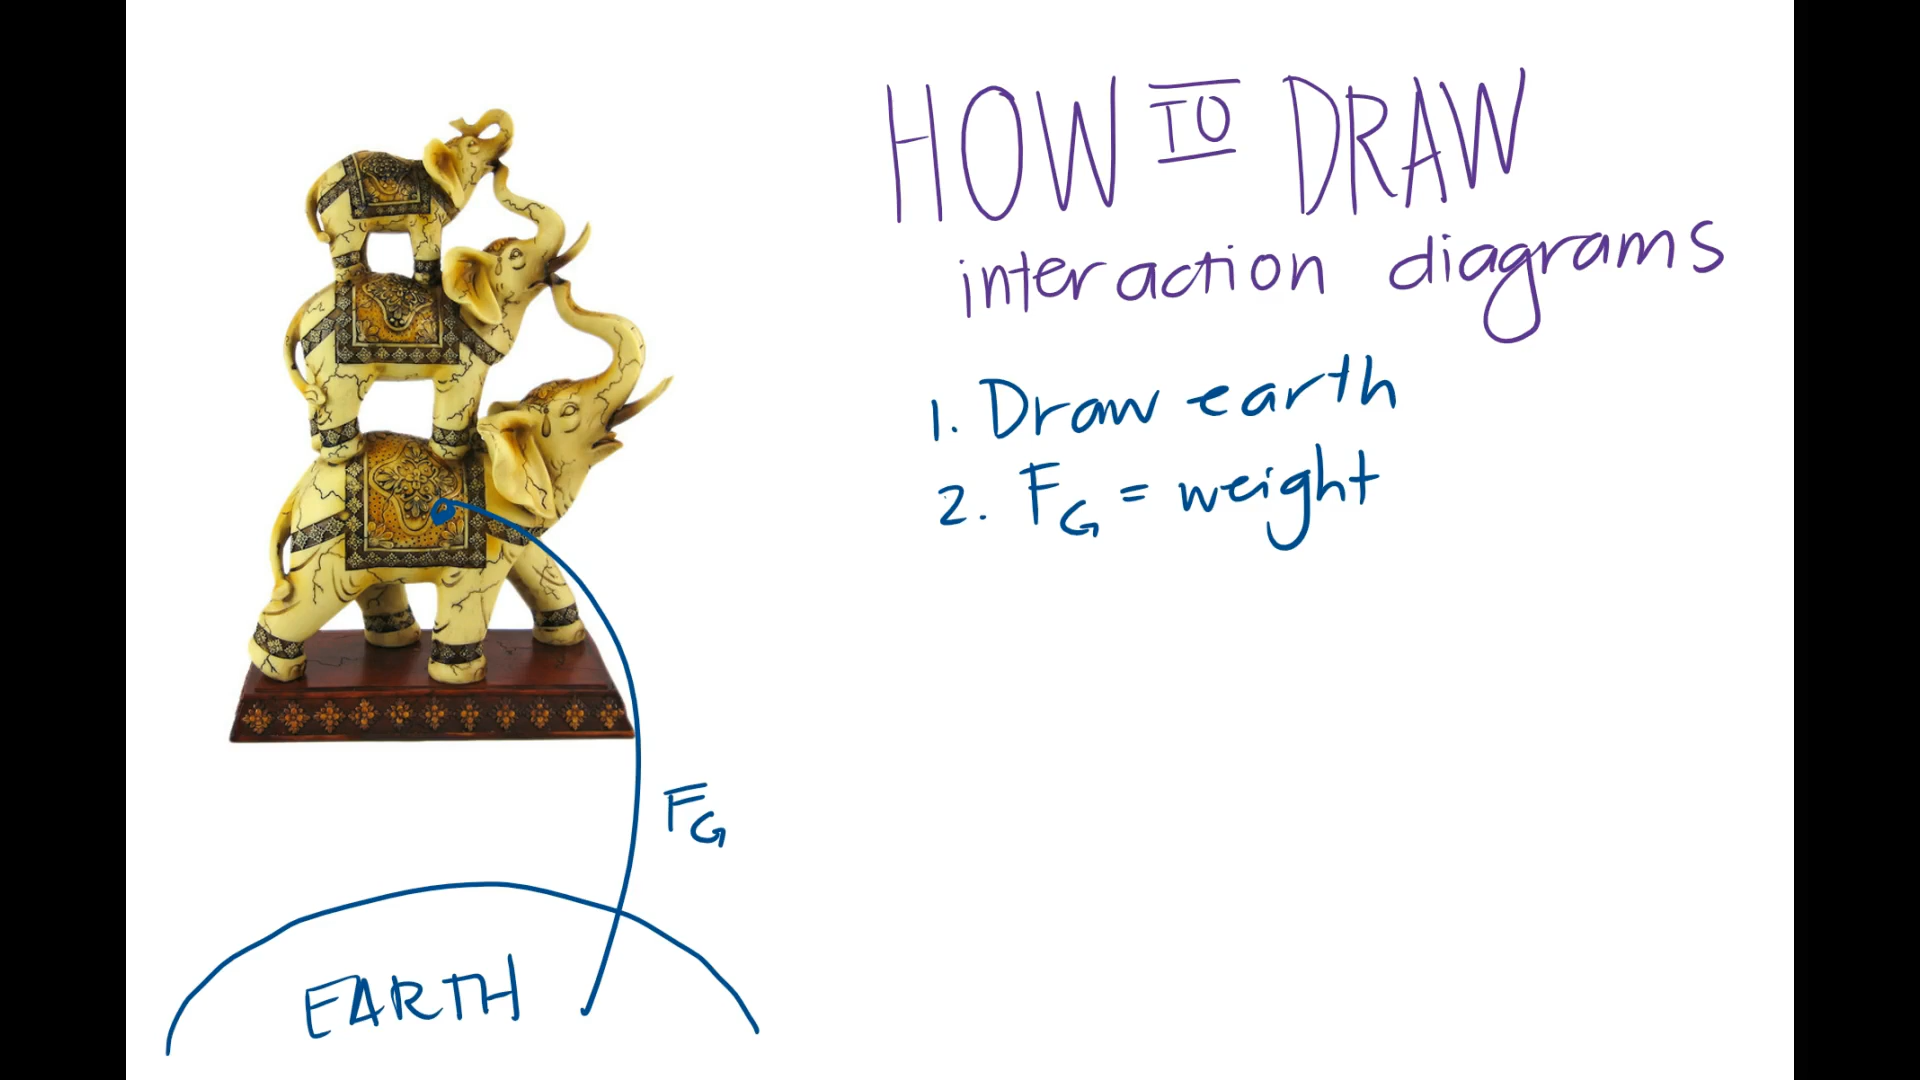 HOW TO DRAW
interaction diagrams
1. Draw earth
2. FG = weight
FG
EARTH